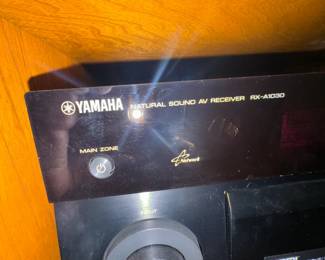 YAMAHA NATURAL SOUND AV RECEIVER RX-A1030
MAIN ZONE